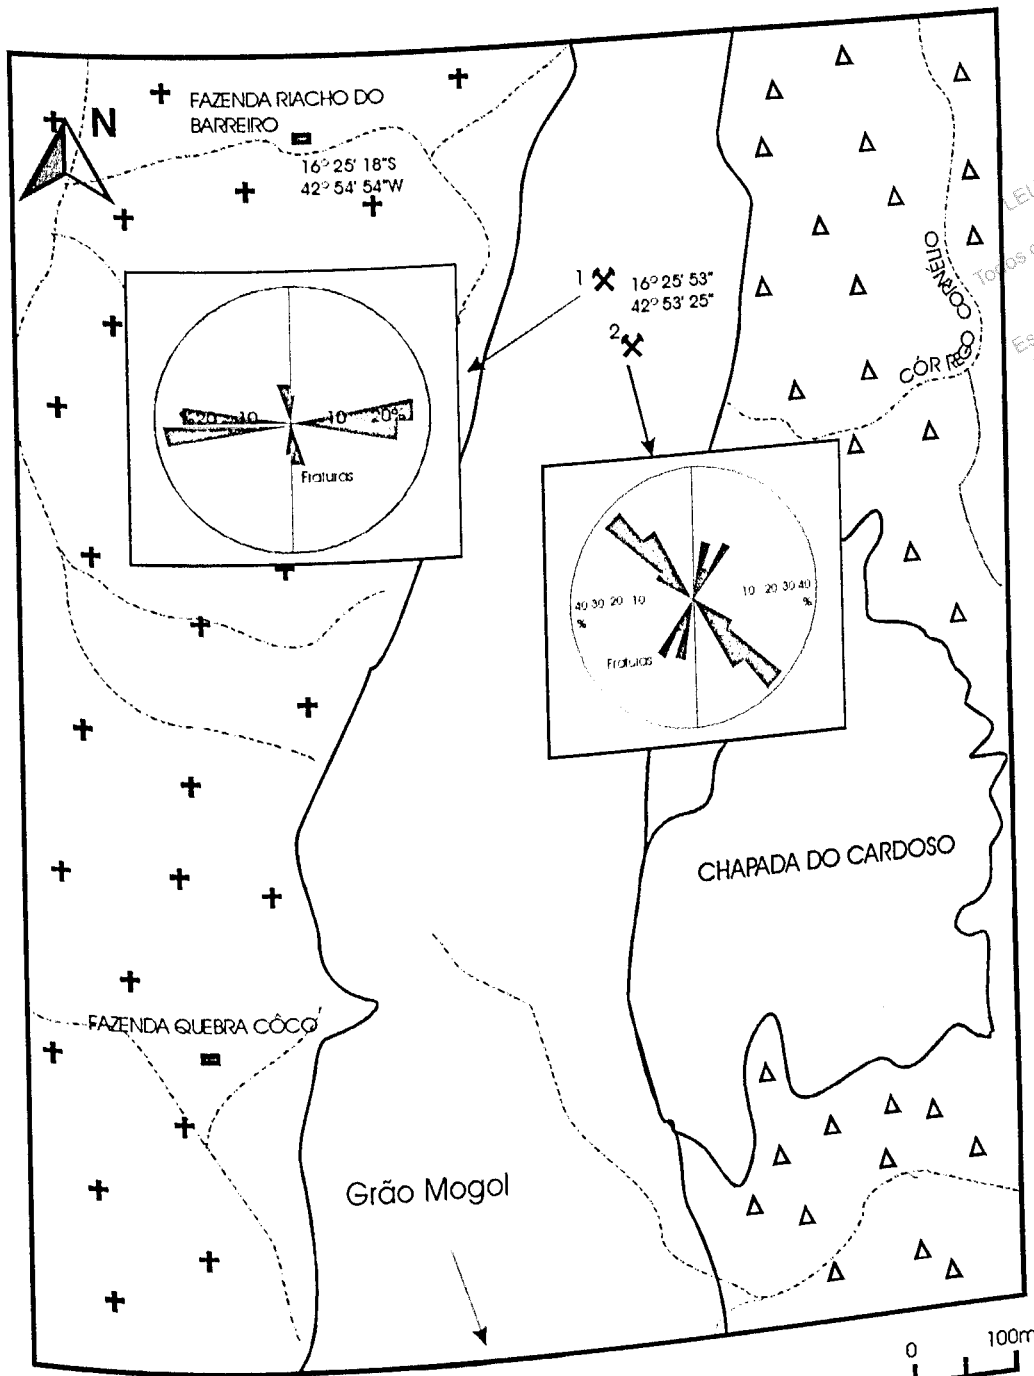 N
FAZENDA RIACHO DO
BARREIRO
16° 25' 18"S
42° 54' 54"W
1
16° 25' 53"
42° 53' 25"
2
CÓRREGO CORNÉLIO
%20 10 10 20%
Fraturas
40 30 20 10 10 20 30 40
% %
Fraturas
CHAPADA DO CARDOSO
FAZENDA QUEBRA CÔCO
Grão Mogol
0 100m